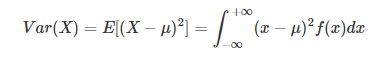 Var(X) = E[(X − μ)²] = ∫₋∞⁺∞ (x − μ)² f(x)dx